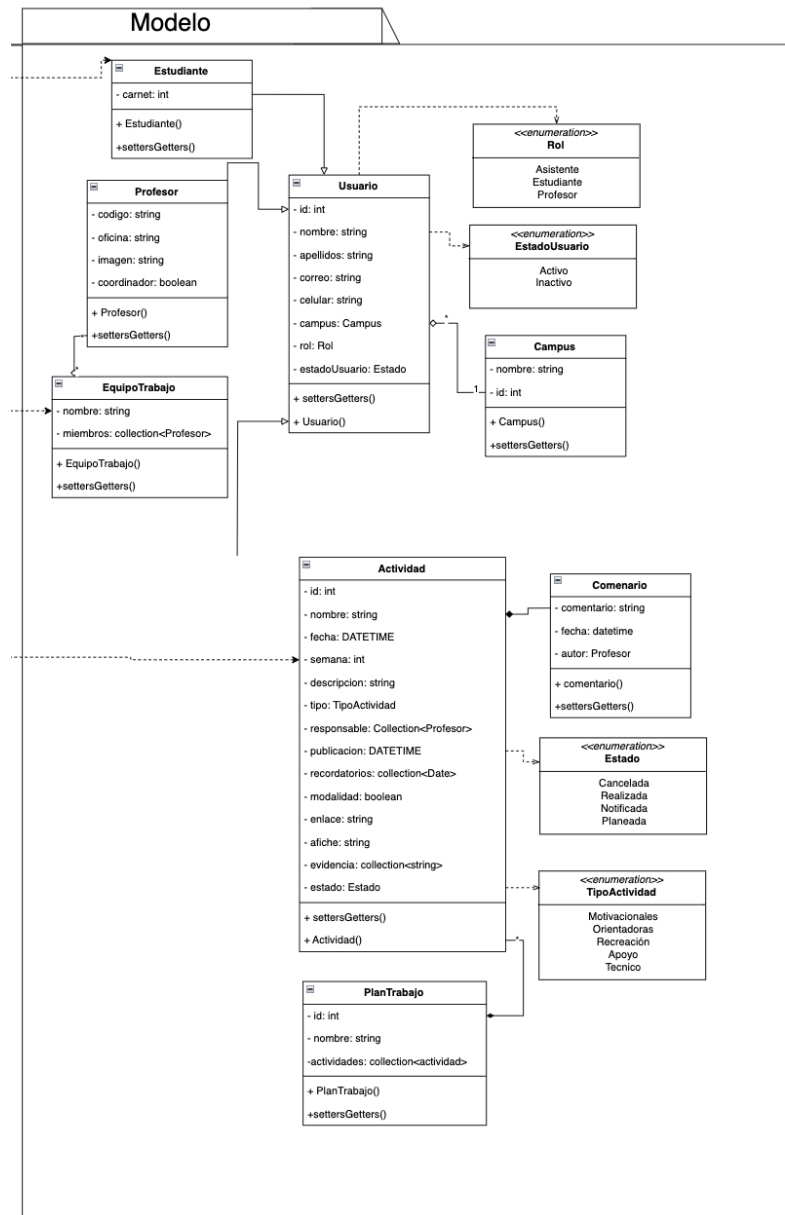 Modelo
Estudiante
- carnet: int
+ Estudiante()
+settersGetters()
<<enumeration>>
Rol
Asistente
Estudiante
Profesor
Profesor
- codigo: string
- oficina: string
- imagen: string
- coordinador: boolean
+ Profesor()
+settersGetters()
Usuario
- id: int
- nombre: string
- apellidos: string
- correo: string
- celular: string
- campus: Campus
- rol: Rol
- estadoUsuario: Estado
+ settersGetters()
+ Usuario()
<<enumeration>>
EstadoUsuario
Activo
Inactivo
*
1
Campus
- nombre: string
- id: int
+ Campus()
+settersGetters()
*
EquipoTrabajo
- nombre: string
- miembros: collection<Profesor>
+ EquipoTrabajo()
+settersGetters()
Actividad
- id: int
- nombre: string
- fecha: DATETIME
- semana: int
- descripcion: string
- tipo: TipoActividad
- responsable: Collection<Profesor>
- publicacion: DATETIME
- recordatorios: collection<Date>
- modalidad: boolean
- enlace: string
- afiche: string
- evidencia: collection<string>
- estado: Estado
+ settersGetters()
+ Actividad()
Comenario
- comentario: string
- fecha: datetime
- autor: Profesor
+ comentario()
+settersGetters()
<<enumeration>>
Estado
Cancelada
Realizada
Notificada
Planeada
<<enumeration>>
TipoActividad
Motivacionales
Orientadoras
Recreación
Apoyo
Tecnico
*
PlanTrabajo
- id: int
- nombre: string
-actividades: collection<actividad>
+ PlanTrabajo()
+settersGetters()